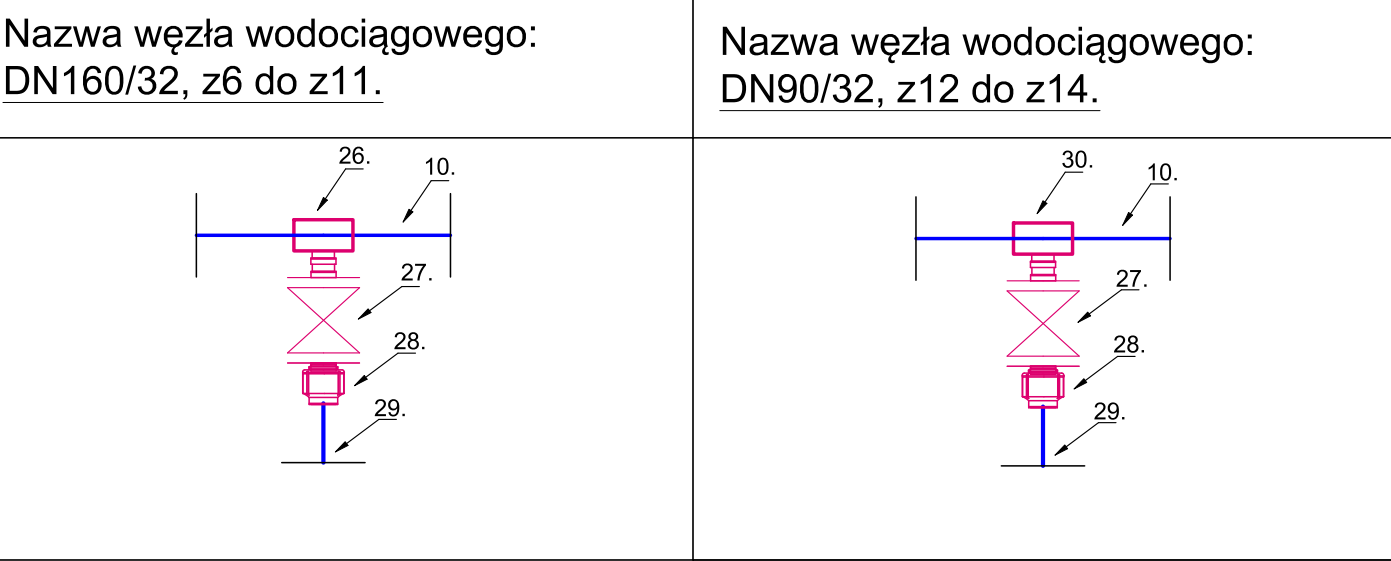 Nazwa węzła wodociągowego:
DN160/32, z6 do z11.
26.
10.
27.
28.
29.
Nazwa węzła wodociągowego:
DN90/32, z12 do z14.
30.
10.
27.
28.
29.